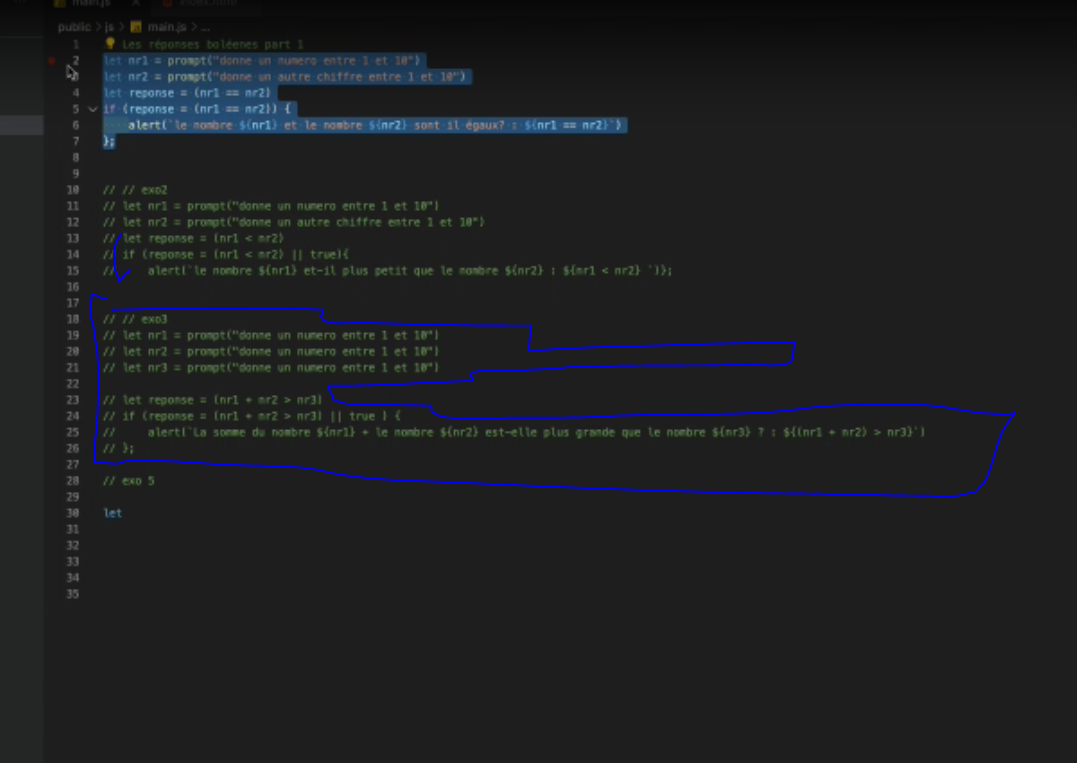 main.js × index.html
public > js > main.js > ...
1 Les réponses boléenes part 1
2 let nr1 = prompt("donne un numero entre 1 et 10")
3 let nr2 = prompt("donne un autre chiffre entre 1 et 10")
4 let reponse = (nr1 == nr2)
5 if (reponse = (nr1 == nr2)) {
6 alert(`le nombre ${nr1} et le nombre ${nr2} sont il égaux? : ${nr1 == nr2}`)
7 };
8
9
10 // // exo2
11 // let nr1 = prompt("donne un numero entre 1 et 10")
12 // let nr2 = prompt("donne un autre chiffre entre 1 et 10")
13 // let reponse = (nr1 < nr2)
14 // if (reponse = (nr1 < nr2) || true){
15 // alert(`le nombre ${nr1} et-il plus petit que le nombre ${nr2} : ${nr1 < nr2} `)};
16
17
18 // // exo3
19 // let nr1 = prompt("donne un numero entre 1 et 10")
20 // let nr2 = prompt("donne un numero entre 1 et 10")
21 // let nr3 = prompt("donne un numero entre 1 et 10")
22
23 // let reponse = (nr1 + nr2 > nr3)
24 // if (reponse = (nr1 + nr2 > nr3) || true ) {
25 // alert(`La somme du nombre ${nr1} + le nombre ${nr2} est-elle plus grande que le nombre ${nr3} ? : ${(nr1 + nr2) > nr3}`)
26 // };
27
28 // exo 5
29
30 let
31
32
33
34
35